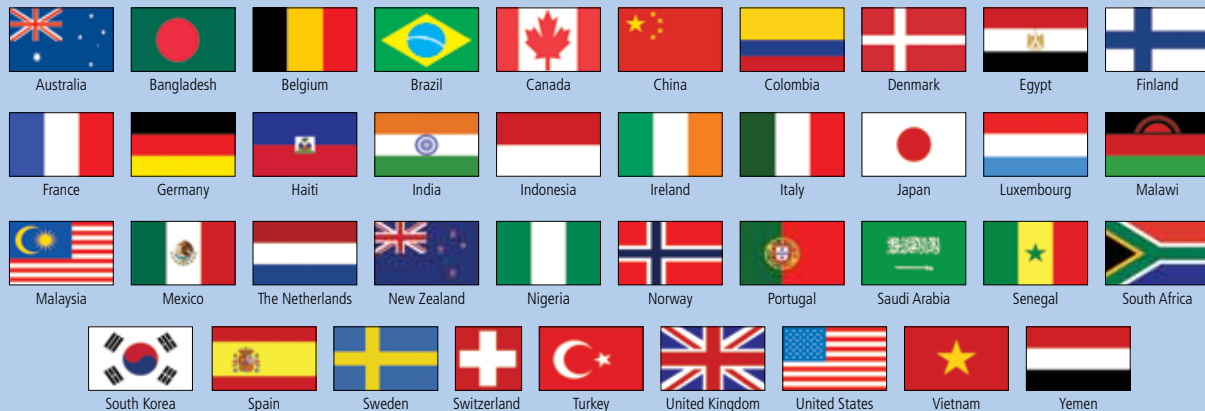 Australia Bangladesh Belgium Brazil Canada China Colombia Denmark Egypt Finland
France Germany Haiti India Indonesia Ireland Italy Japan Luxembourg Malawi
Malaysia Mexico The Netherlands New Zealand Nigeria Norway Portugal Saudi Arabia Senegal South Africa
South Korea Spain Sweden Switzerland Turkey United Kingdom United States Vietnam Yemen